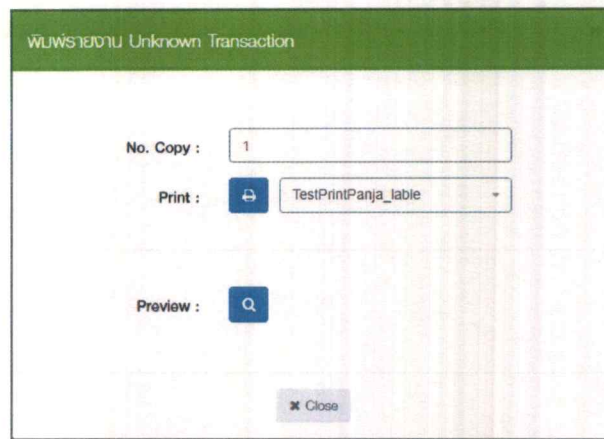 พิมพ์รายงาน Unknown Transaction
No. Copy : 1
Print : TestPrintPanja_lable
Preview :
✖ Close